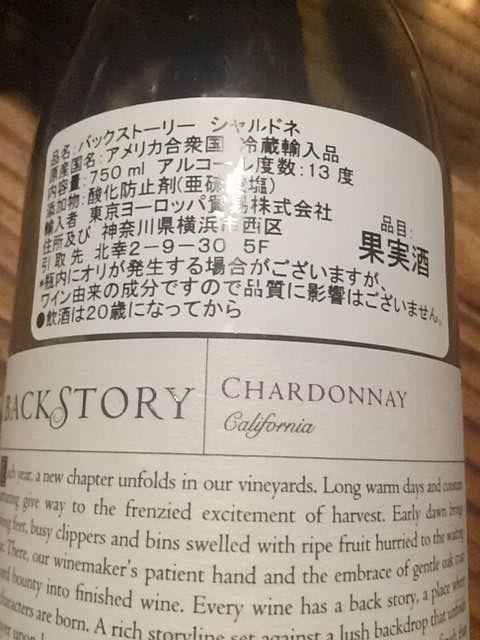 品名:バックストーリー シャルドネ
原産国名:アメリカ合衆国 冷蔵輸入品
内容量:750ml アルコール度数:13度
添加物:酸化防止剤(亜硫酸塩)
輸入者 東京ヨーロッパ貿易株式会社
住所及び 神奈川県横浜市西区
引取先 北幸2-9-30 5F
品目:
果実酒
*瓶内にオリが発生する場合がございますが、
ワイン由来の成分ですので品質に影響はございません。
●飲酒は20歳になってから
BACKSTORY
CHARDONNAY
California
Each year, a new chapter unfolds in our vineyards. Long warm days and constant
give way to the frenzied excitement of harvest. Early dawn
feet, busy clippers and bins swelled with ripe fruit hurried to the waiting
There, our winemaker's patient hand and the embrace of gentle oak
bounty into finished wine. Every wine has a back story, a place where
characters are born. A rich storyline set against a lush backdrop that